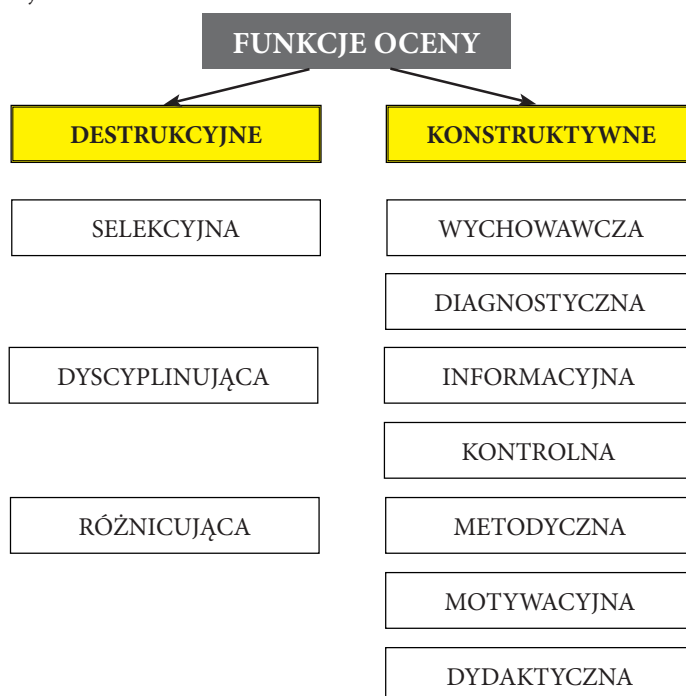 FUNKCJE OCENY
DESTRUKCYJNE
KONSTRUKTYWNE
SELEKCYJNA
WYCHOWAWCZA
DIAGNOSTYCZNA
DYSCYPLINUJĄCA
INFORMACYJNA
KONTROLNA
RÓŻNICUJĄCA
METODYCZNA
MOTYWACYJNA
DYDAKTYCZNA